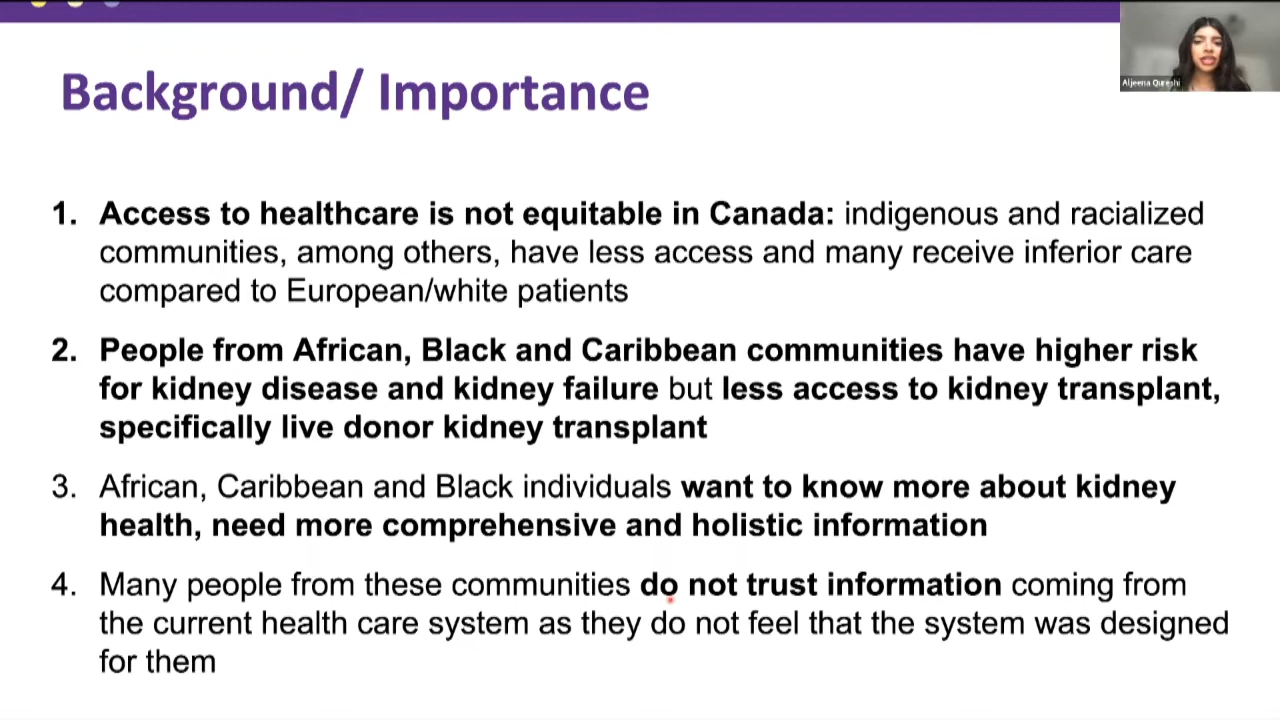 Background/ Importance
Aljeena Qureshi
1. Access to healthcare is not equitable in Canada: indigenous and racialized
communities, among others, have less access and many receive inferior care
compared to European/white patients
2. People from African, Black and Caribbean communities have higher risk
for kidney disease and kidney failure but less access to kidney transplant,
specifically live donor kidney transplant
3. African, Caribbean and Black individuals want to know more about kidney
health, need more comprehensive and holistic information
4. Many people from these communities do not trust information coming from
the current health care system as they do not feel that the system was designed
for them